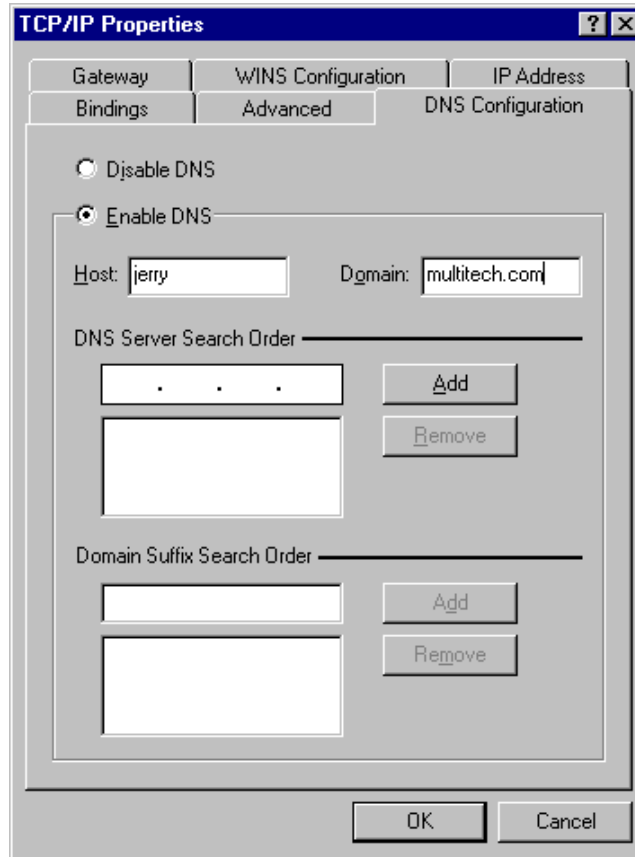 TCP/IP Properties
Gateway WINS Configuration IP Address
Bindings Advanced DNS Configuration
Disable DNS
Enable DNS
Host: jerry Domain: multitech.com
DNS Server Search Order
. . . Add
Remove
Domain Suffix Search Order
Add
Remove
OK Cancel